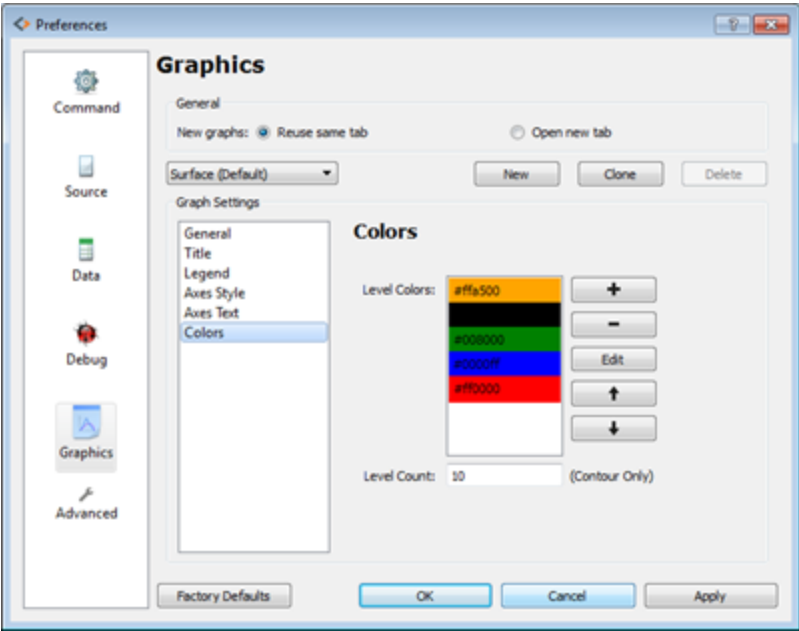 Preferences
Graphics
Command
Source
Data
Debug
Graphics
Advanced
General
New graphs: Reuse same tab Open new tab
Surface (Default) New Clone Delete
Graph Settings
General
Title
Legend
Axes Style
Axes Text
Colors
Colors
Level Colors:
#ffa500
#008000
#0000ff
#ff0000
+
-
Edit
Level Count: 10 (Contour Only)
Factory Defaults OK Cancel Apply